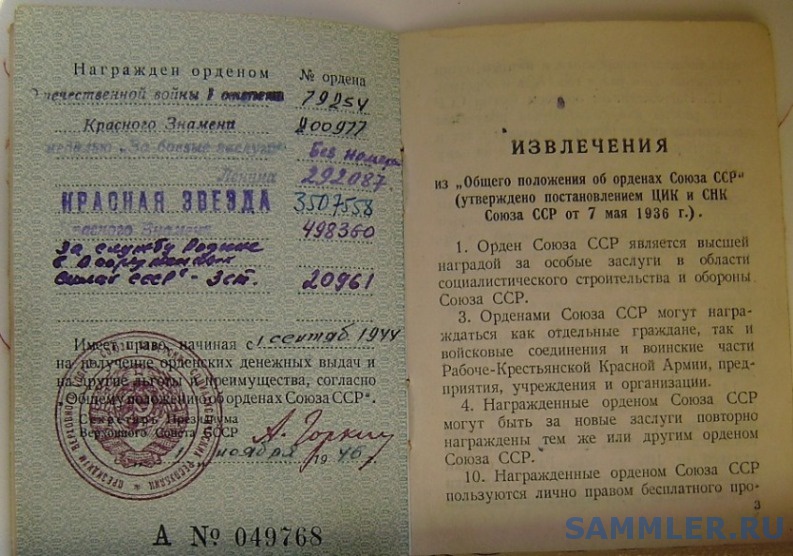 Награжден орденом
№ ордена
Отечественной войны I степени 79254
Красного Знамени 200977
медалью „За боевые заслуги" Без номера
Ленина 292087
КРАСНАЯ ЗВЕЗДА 3507558
Красного Знамени 498360
За службу Родине
в Вооруженных
Силах СССР" - 3 ст. 20961
Имеет право, начиная с 1 сентяб. 1944
на получение орденских денежных выдач и
на другие льготы и преимущества, согласно
„Общему положению об орденах Союза ССР".
Секретарь Президиума
Верховного Совета СССР
А. Горкин
ноября 1946 г.
А № 049768
ИЗВЛЕЧЕНИЯ
из „Общего положения об орденах Союза ССР"
(утверждено постановлением ЦИК и СНК
Союза ССР от 7 мая 1936 г.).
1. Орден Союза ССР является высшей
наградой за особые заслуги в области
социалистического строительства и обороны
Союза ССР.
3. Орденами Союза ССР могут награ-
ждаться как отдельные граждане, так и
войсковые соединения и воинские части
Рабоче-Крестьянской Красной Армии, пред-
приятия, учреждения и организации.
4. Награжденные орденом Союза ССР
могут быть за новые заслуги повторно
награждены тем же или другим орденом
Союза ССР.
10. Награжденные орденом Союза ССР
пользуются лично правом бесплатного про-
3
SAMMLER.RU